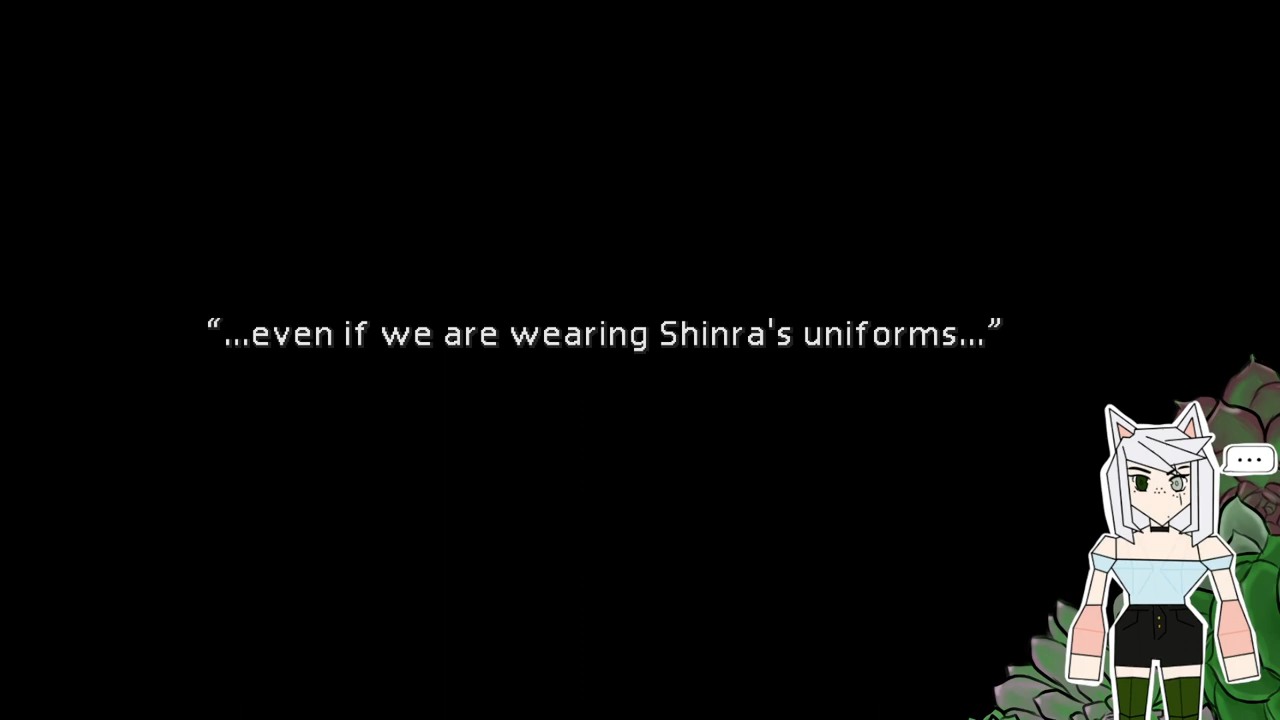 “...even if we are wearing Shinra's uniforms...”
...